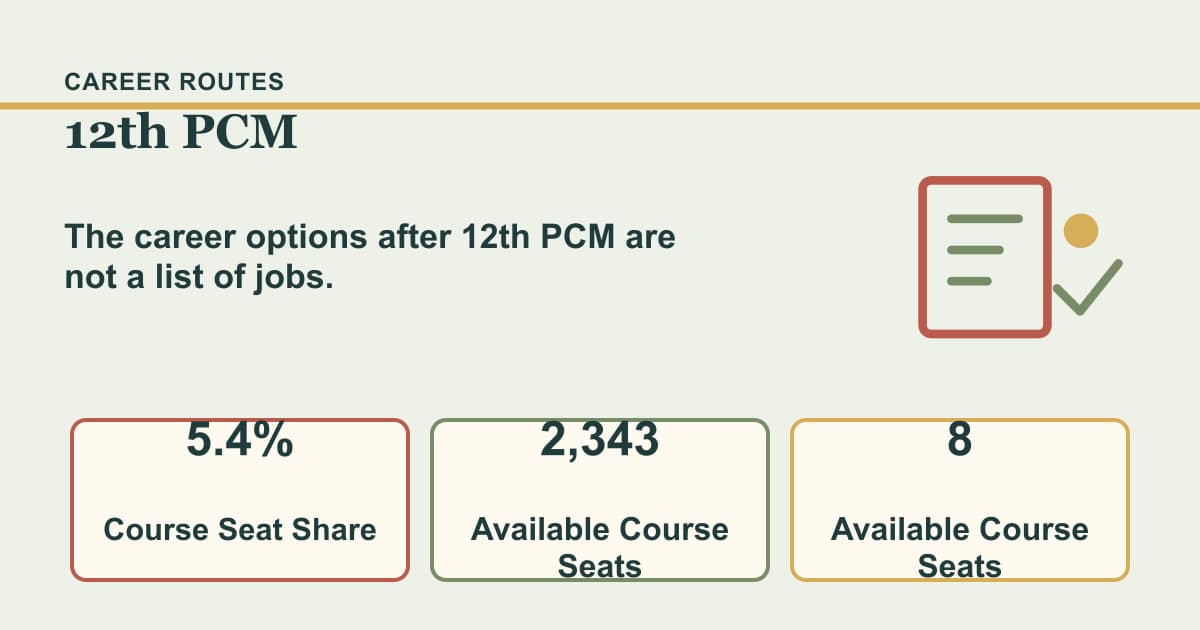 CAREER ROUTES
12th PCM
The career options after 12th PCM are
not a list of jobs.
5.4%
Course Seat Share
2,343
Available Course
Seats
8
Available Course
Seats